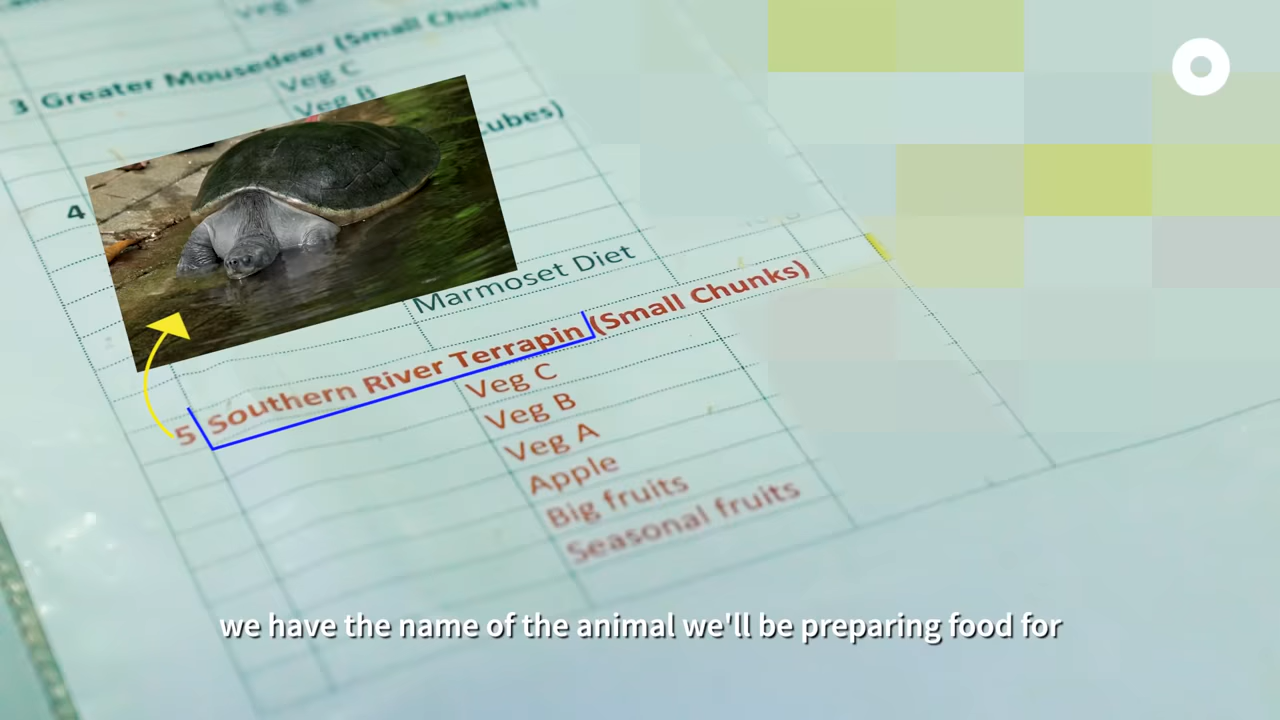 Veg B
3 Greater Mousedeer (Small Chunks)
Veg C
Veg B
Cubes)
4
Marmoset Diet
5 Southern River Terrapin (Small Chunks)
Veg C
Veg B
Veg A
Apple
Big fruits
Seasonal fruits
we have the name of the animal we'll be preparing food for